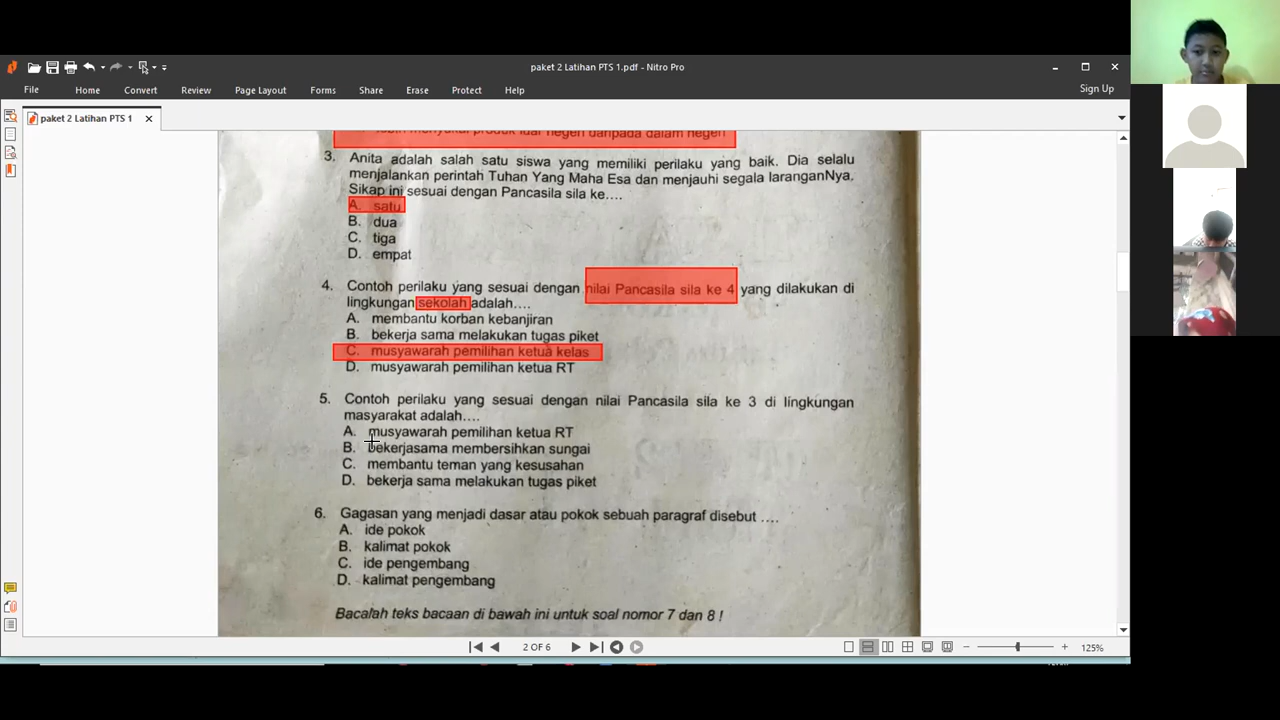 paket 2 Latihan PTS 1.pdf - Nitro Pro
File Home Convert Review Page Layout Forms Share Erase Protect Help Sign Up
paket 2 Latihan PTS 1
lebih menyukai produk luar negeri daripada dalam negeri
3. Anita adalah salah satu siswa yang memiliki perilaku yang baik. Dia selalu
menjalankan perintah Tuhan Yang Maha Esa dan menjauhi segala laranganNya.
Sikap ini sesuai dengan Pancasila sila ke....
A. satu
B. dua
C. tiga
D. empat
4. Contoh perilaku yang sesuai dengan nilai Pancasila sila ke 4 yang dilakukan di
lingkungan sekolah adalah....
A. membantu korban kebanjiran
B. bekerja sama melakukan tugas piket
C. musyawarah pemilihan ketua kelas
D. musyawarah pemilihan ketua RT
5. Contoh perilaku yang sesuai dengan nilai Pancasila sila ke 3 di lingkungan
masyarakat adalah....
A. musyawarah pemilihan ketua RT
B. bekerjasama membersihkan sungai
C. membantu teman yang kesusahan
D. bekerja sama melakukan tugas piket
6. Gagasan yang menjadi dasar atau pokok sebuah paragraf disebut ....
A. ide pokok
B. kalimat pokok
C. ide pengembang
D. kalimat pengembang
Bacalah teks bacaan di bawah ini untuk soal nomor 7 dan 8 !
2 OF 6
125%